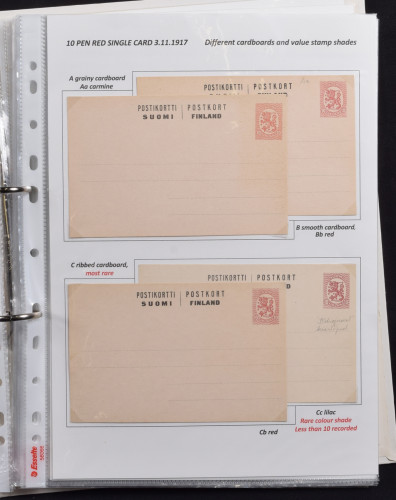 10 PEN RED SINGLE CARD 3.11.1917 Different cardboards and value stamp shades
A grainy cardboard
Aa carmine
POSTIKORTTI POSTKORT
POSTIKORTTI POSTKORT
SUOMI FINLAND
B smooth cardboard,
Bb red
C ribbed cardboard,
most rare
POSTIKORTTI POSTKORT
POSTIKORTTI POSTKORT
SUOMI FINLAND
Cc lilac
Rare colour shade
Less than 10 recorded
Cb red
Esselte